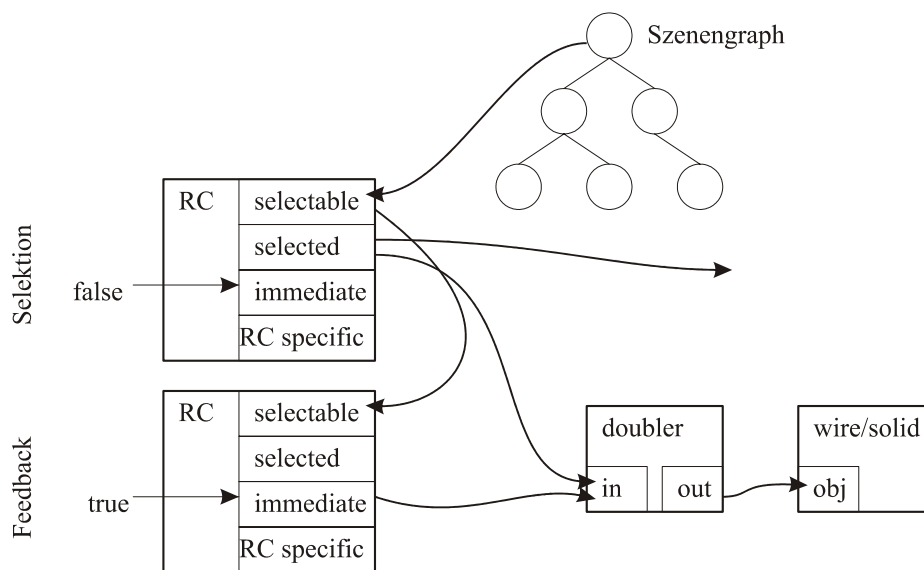 Szenengraph
Selektion
RC
selectable
selected
false
immediate
RC specific
Feedback
RC
selectable
selected
true
immediate
RC specific
doubler
in
out
wire/solid
obj